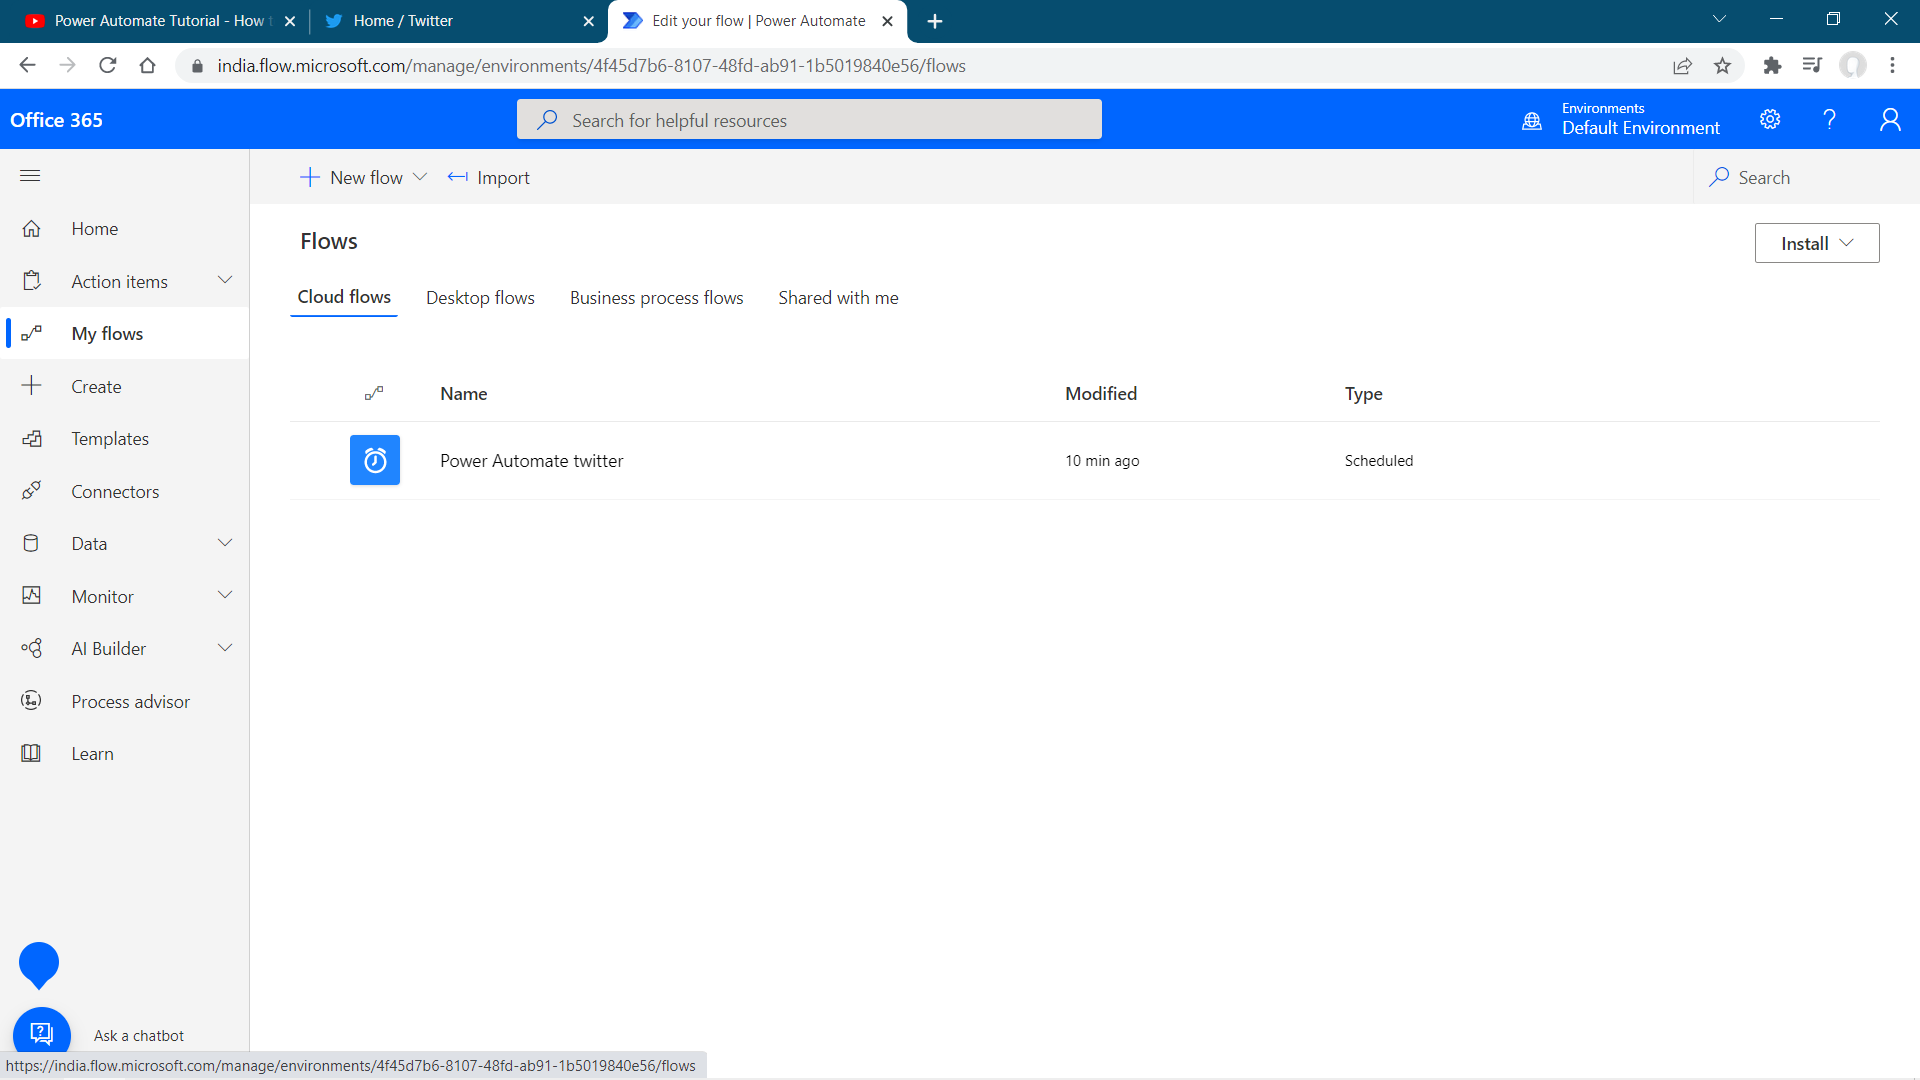 Power Automate Tutorial - How t
Home / Twitter
Edit your flow | Power Automate
india.flow.microsoft.com/manage/environments/4f45d7b6-8107-48fd-ab91-1b5019840e56/flows
Office 365
Search for helpful resources
Environments
Default Environment
New flow
Import
Search
Home
Action items
My flows
Create
Templates
Connectors
Data
Monitor
AI Builder
Process advisor
Learn
Flows
Install
Cloud flows
Desktop flows
Business process flows
Shared with me
Name
Modified
Type
Power Automate twitter
10 min ago
Scheduled
Ask a chatbot
https://india.flow.microsoft.com/manage/environments/4f45d7b6-8107-48fd-ab91-1b5019840e56/flows